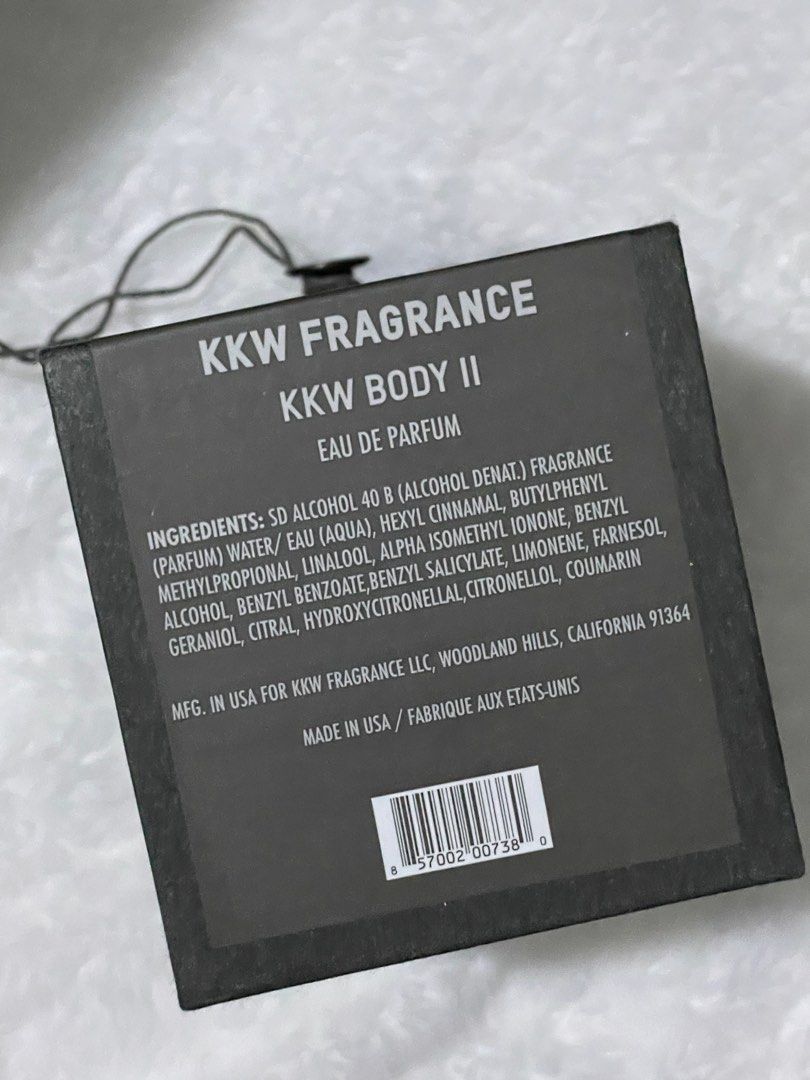 KKW FRAGRANCE
KKW BODY II
EAU DE PARFUM
INGREDIENTS: SD ALCOHOL 40 B (ALCOHOL DENAT.) FRAGRANCE
(PARFUM) WATER/ EAU (AQUA), HEXYL CINNAMAL, BUTYLPHENYL
METHYLPROPIONAL, LINALOOL, ALPHA ISOMETHYL IONONE, BENZYL
ALCOHOL, BENZYL BENZOATE,BENZYL SALICYLATE, LIMONENE, FARNESOL,
GERANIOL, CITRAL, HYDROXYCITRONELLAL,CITRONELLOL, COUMARIN
MFG. IN USA FOR KKW FRAGRANCE LLC, WOODLAND HILLS, CALIFORNIA 91364
MADE IN USA / FABRIQUE AUX ETATS-UNIS
8 57002 00738 0